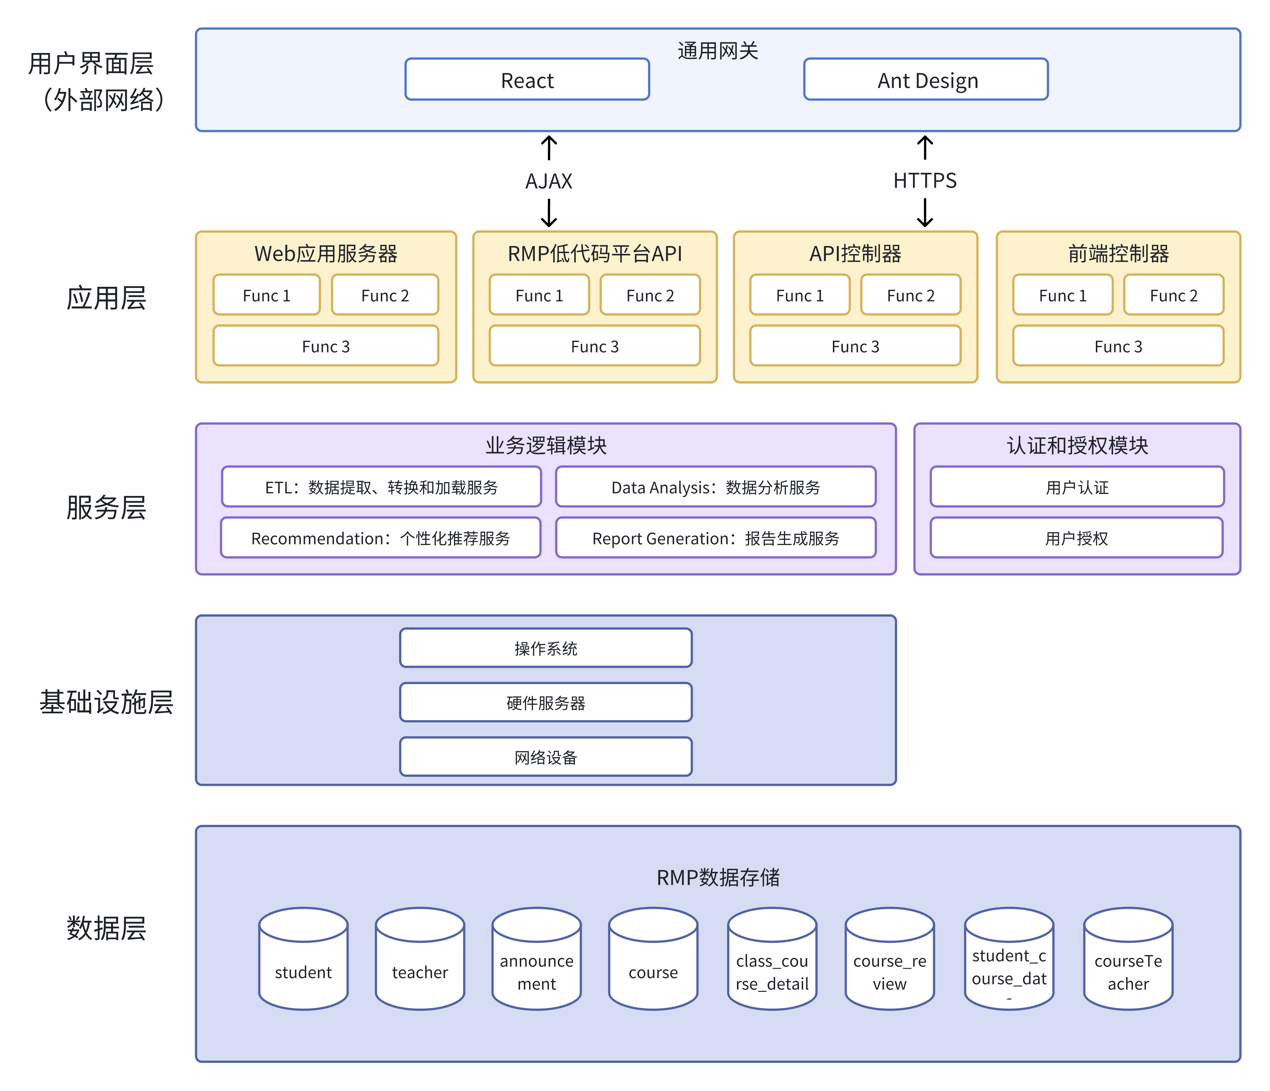 用户界面层
（外部网络）
通用网关
React
Ant Design
AJAX
HTTPS
应用层
Web应用服务器
Func 1
Func 2
Func 3
RMP低代码平台API
Func 1
Func 2
Func 3
API控制器
Func 1
Func 2
Func 3
前端控制器
Func 1
Func 2
Func 3
服务层
业务逻辑模块
ETL：数据提取、转换和加载服务
Data Analysis：数据分析服务
Recommendation：个性化推荐服务
Report Generation：报告生成服务
认证和授权模块
用户认证
用户授权
基础设施层
操作系统
硬件服务器
网络设备
数据层
RMP数据存储
student
teacher
announce
ment
course
class_cou
rse_detail
course_re
view
student_c
ourse_dat
courseTe
acher